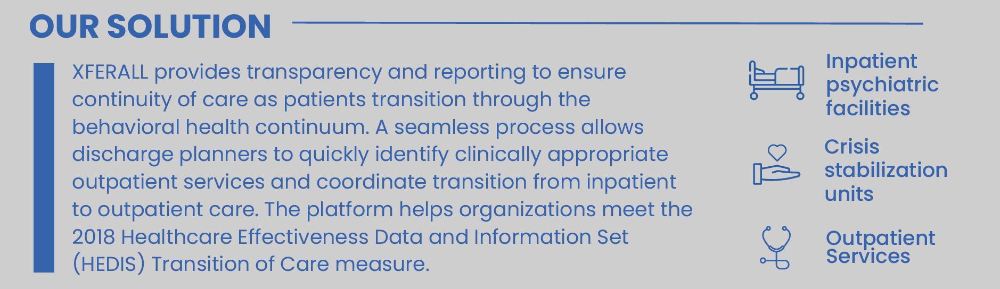 OUR SOLUTION
XFERALL provides transparency and reporting to ensure
continuity of care as patients transition through the
behavioral health continuum. A seamless process allows
discharge planners to quickly identify clinically appropriate
outpatient services and coordinate transition from inpatient
to outpatient care. The platform helps organizations meet the
2018 Healthcare Effectiveness Data and Information Set
(HEDIS) Transition of Care measure.
Inpatient
psychiatric
facilities
Crisis
stabilization
units
Outpatient
Services